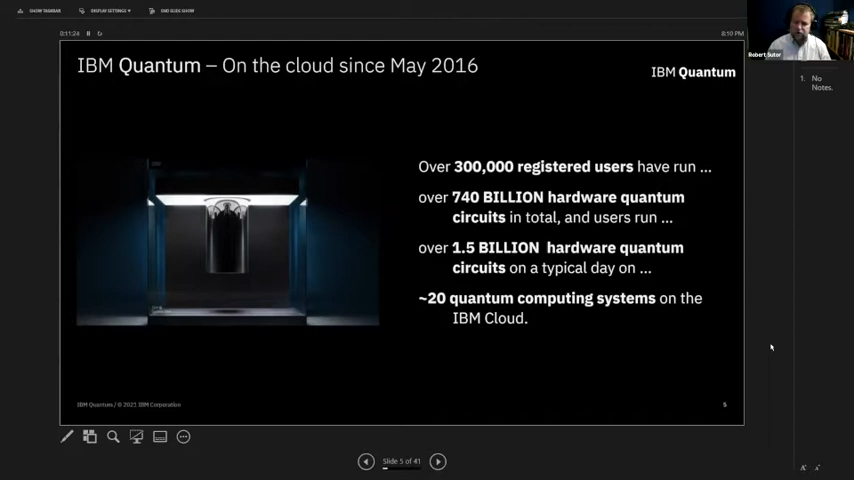 SHOW TASKBAR
DISPLAY SETTINGS ▾
END SLIDE SHOW
0:11:24
8:10 PM
Robert Sutor
1. No
Notes.
IBM Quantum – On the cloud since May 2016
IBM Quantum
Over 300,000 registered users have run ...
over 740 BILLION hardware quantum
circuits in total, and users run ...
over 1.5 BILLION hardware quantum
circuits on a typical day on ...
~20 quantum computing systems on the
IBM Cloud.
IBM Quantum / © 2021 IBM Corporation
5
Slide 5 of 41
A A